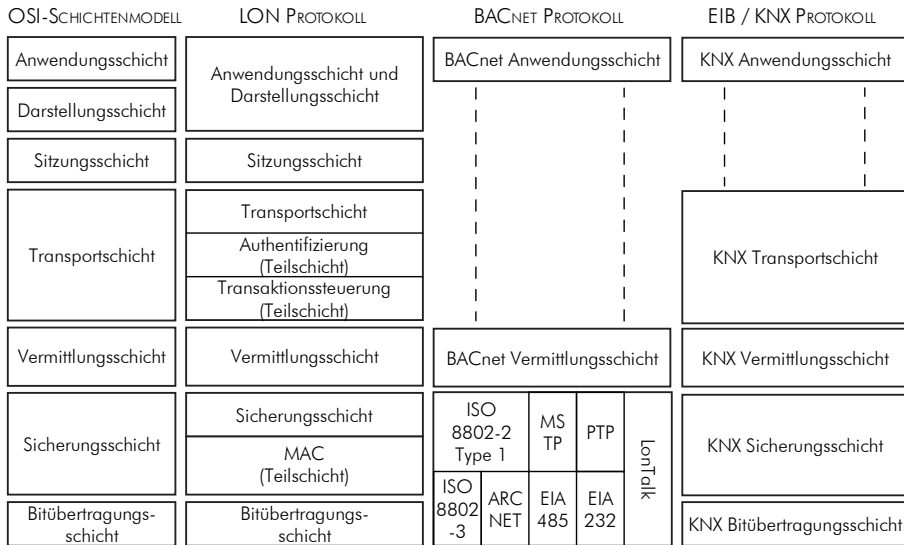 OSI-SCHICHTENMODELL
LON PROTOKOLL
BACNET PROTOKOLL
EIB / KNX PROTOKOLL
Anwendungsschicht
Anwendungsschicht und
Darstellungsschicht
BACnet Anwendungsschicht
KNX Anwendungsschicht
Darstellungsschicht
Sitzungsschicht
Sitzungsschicht
Transportschicht
Transportschicht
Authentifizierung
(Teilschicht)
Transaktionssteuerung
(Teilschicht)
KNX Transportschicht
Vermittlungsschicht
Vermittlungsschicht
BACnet Vermittlungsschicht
KNX Vermittlungsschicht
Sicherungsschicht
Sicherungsschicht
MAC
(Teilschicht)
ISO
8802-2
Type 1
MS
TP
PTP
LonTalk
KNX Sicherungsschicht
Bitübertragungs-
schicht
Bitübertragungs-
schicht
ISO
8802
-3
ARC
NET
EIA
485
EIA
232
KNX Bitübertragungsschicht